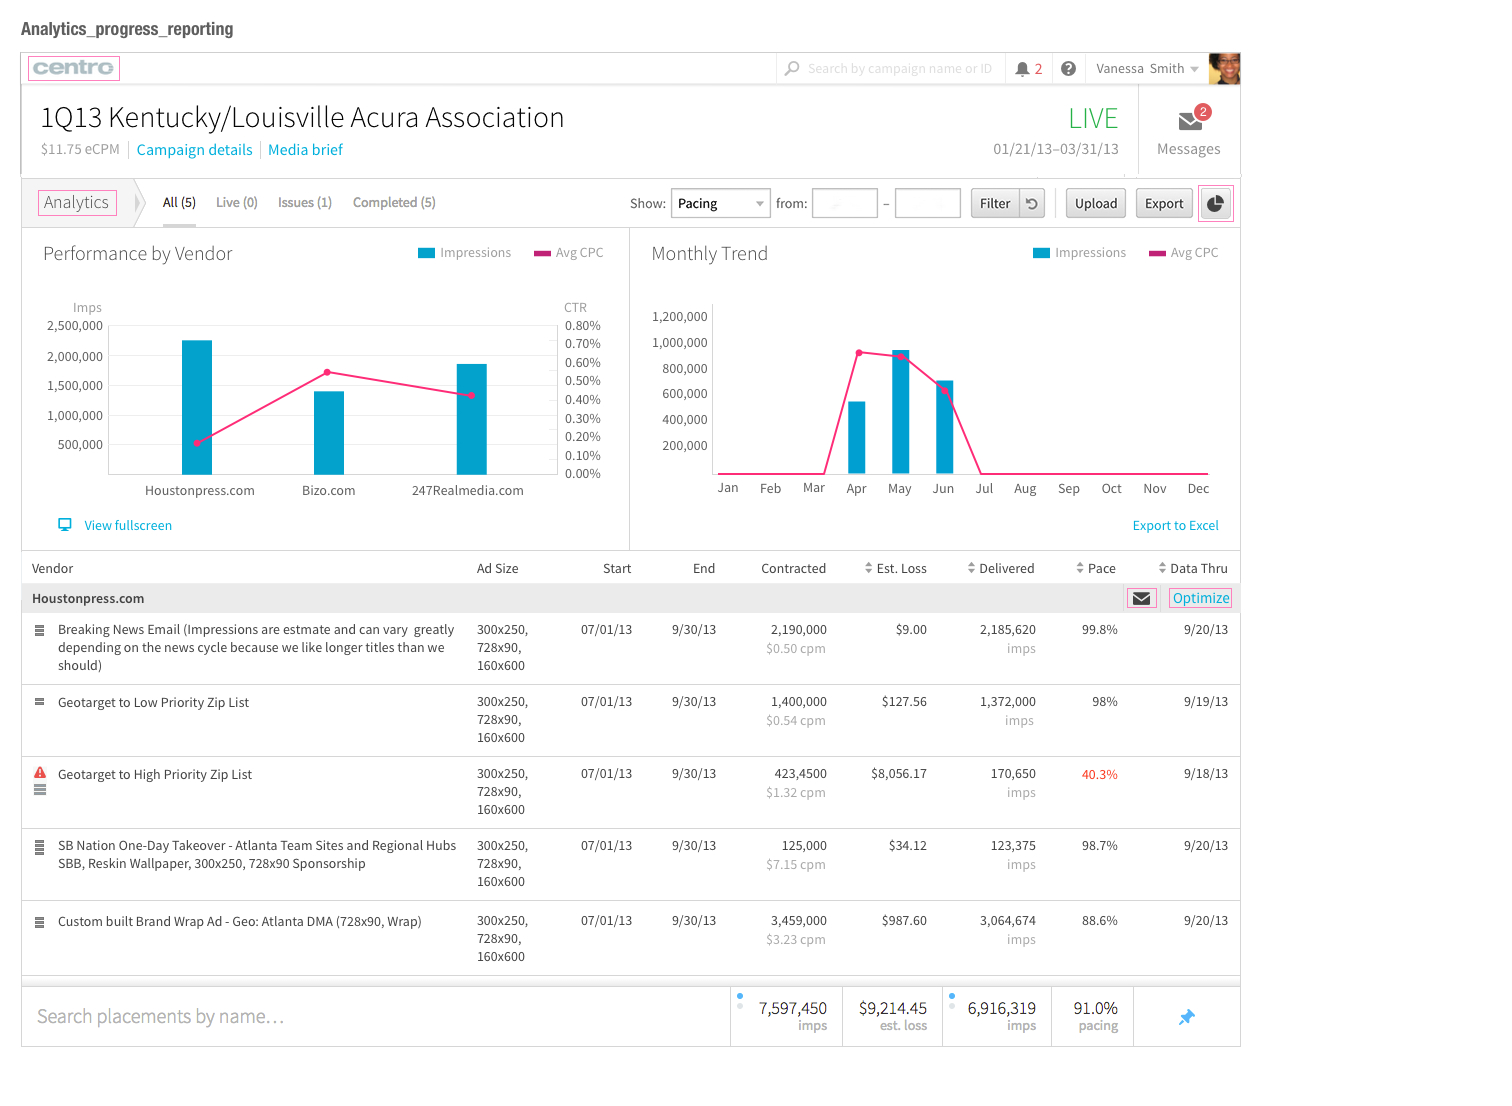 Analytics_progress_reporting
centro
Search by campaign name or ID
2
Vanessa Smith
1Q13 Kentucky/Louisville Acura Association
LIVE
2
$11.75 eCPM
Campaign details
Media brief
01/21/13–03/31/13
Messages
Analytics
All (5)
Live (0)
Issues (1)
Completed (5)
Show:
Pacing
from:
–
Filter
Upload
Export
Performance by Vendor
Impressions
Avg CPC
Imps
CTR
2,500,000
2,000,000
1,500,000
1,000,000
500,000
0.80%
0.70%
0.60%
0.50%
0.40%
0.30%
0.20%
0.10%
0.00%
Houstonpress.com
Bizo.com
247Realmedia.com
View fullscreen
Monthly Trend
Impressions
Avg CPC
1,200,000
1,000,000
800,000
600,000
400,000
200,000
Jan Feb Mar Apr May Jun Jul Aug Sep Oct Nov Dec
Export to Excel
Vendor Ad Size Start End Contracted Est. Loss Delivered Pace Data Thru
Houstonpress.com
Optimize
Breaking News Email (Impressions are estmate and can vary greatly
depending on the news cycle because we like longer titles than we
should)
300x250,
728x90,
160x600
07/01/13
9/30/13
2,190,000
$0.50 cpm
$9.00
2,185,620
imps
99.8%
9/20/13
Geotarget to Low Priority Zip List
300x250,
728x90,
160x600
07/01/13
9/30/13
1,400,000
$0.54 cpm
$127.56
1,372,000
imps
98%
9/19/13
Geotarget to High Priority Zip List
300x250,
728x90,
160x600
07/01/13
9/30/13
423,4500
$1.32 cpm
$8,056.17
170,650
imps
40.3%
9/18/13
SB Nation One-Day Takeover - Atlanta Team Sites and Regional Hubs
SBB, Reskin Wallpaper, 300x250, 728x90 Sponsorship
300x250,
728x90,
160x600
07/01/13
9/30/13
125,000
$7.15 cpm
$34.12
123,375
imps
98.7%
9/20/13
Custom built Brand Wrap Ad - Geo: Atlanta DMA (728x90, Wrap)
300x250,
728x90,
160x600
07/01/13
9/30/13
3,459,000
$3.23 cpm
$987.60
3,064,674
imps
88.6%
9/20/13
Search placements by name...
7,597,450
imps
$9,214.45
est. loss
6,916,319
imps
91.0%
pacing